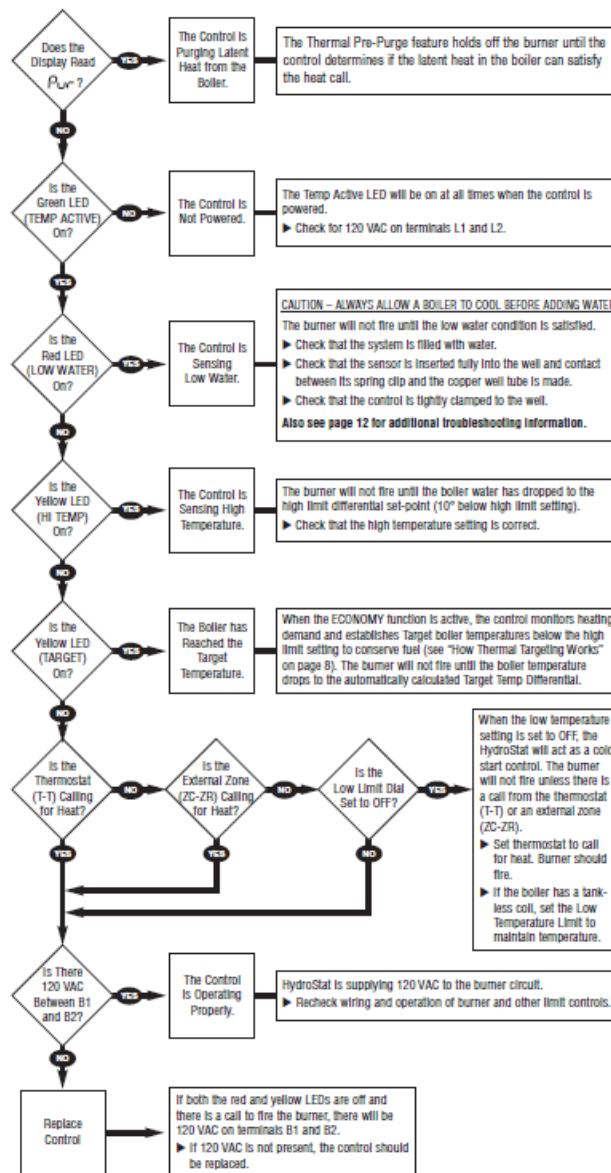 Does the
Display Read
Pur ?
YES
The Control Is
Purging Latent
Heat from the
Boiler.
The Thermal Pre-Purge feature holds off the burner until the
control determines if the latent heat in the boiler can satisfy
the heat call.
NO
Is the
Green LED
(TEMP ACTIVE)
On?
NO
The Control Is
Not Powered.
The Temp Active LED will be on at all times when the control is
powered.
▶ Check for 120 VAC on terminals L1 and L2.
YES
Is the
Red LED
(LOW WATER)
On?
YES
The Control Is
Sensing
Low Water.
CAUTION – ALWAYS ALLOW A BOILER TO COOL BEFORE ADDING WATER
The burner will not fire until the low water condition is satisfied.
▶ Check that the system is filled with water.
▶ Check that the sensor is inserted fully into the well and contact
between its spring clip and the copper well tube is made.
▶ Check that the control is tightly clamped to the well.
Also see page 12 for additional troubleshooting information.
NO
Is the
Yellow LED
(HI TEMP)
On?
YES
The Control Is
Sensing High
Temperature.
The burner will not fire until the boiler water has dropped to the
high limit differential set-point (10° below high limit setting).
▶ Check that the high temperature setting is correct.
NO
Is the
Yellow LED
(TARGET)
On?
YES
The Boiler has
Reached the
Target
Temperature.
When the ECONOMY function is active, the control monitors heating
demand and establishes Target boiler temperatures below the high
limit setting to conserve fuel (see "How Thermal Targeting Works"
on page 8). The burner will not fire until the boiler temperature
drops to the automatically calculated Target Temp Differential.
NO
Is the
Thermostat
(T-T) Calling
for Heat?
NO
Is the
External Zone
(ZC-ZR) Calling
for Heat?
NO
Is the
Low Limit Dial
Set to OFF?
YES
When the low temperature
setting is set to OFF, the
HydroStat will act as a cold
start control. The burner
will not fire unless there is
a call from the thermostat
(T-T) or an external zone
(ZC-ZR).
▶ Set thermostat to call
for heat. Burner should
fire.
▶ If the boiler has a tank-
less coil, set the Low
Temperature Limit to
maintain temperature.
YES
YES
NO
Is There
120 VAC
Between B1
and B2?
YES
The Control
Is Operating
Properly.
HydroStat is supplying 120 VAC to the burner circuit.
▶ Recheck wiring and operation of burner and other limit controls.
NO
Replace
Control
If both the red and yellow LEDs are off and
there is a call to fire the burner, there will be
120 VAC on terminals B1 and B2.
▶ If 120 VAC is not present, the control should
be replaced.